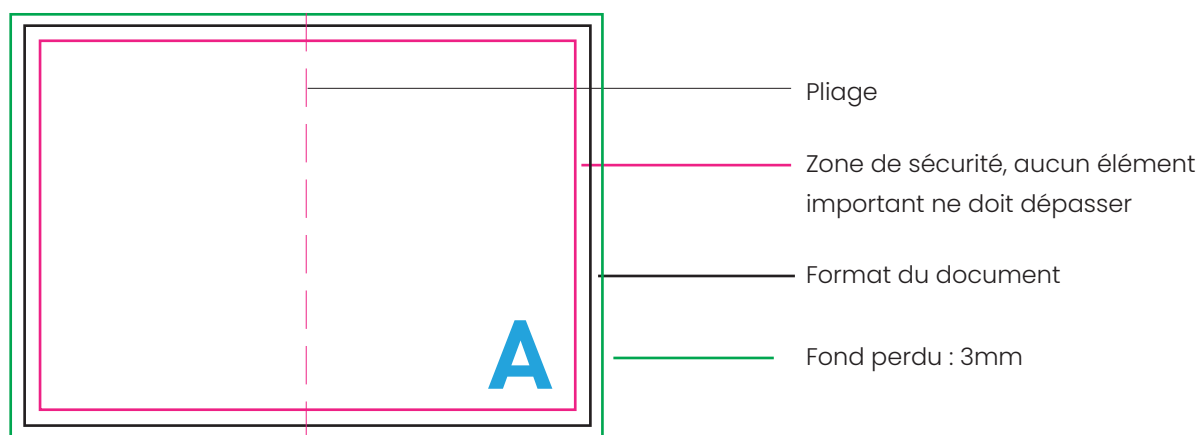 Pliage
Zone de sécurité, aucun élément
important ne doit dépasser
Format du document
A
Fond perdu : 3mm